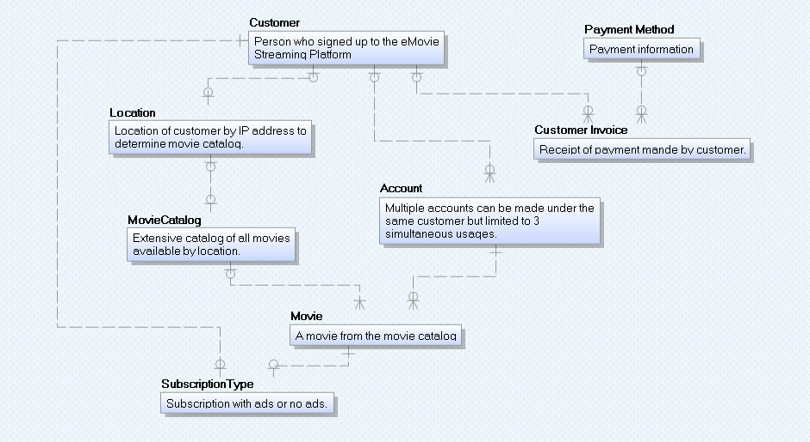 Customer
Person who signed up to the eMovie
Streaming Platform
Payment Method
Payment information
Location
Location of customer by IP address to
determine movie catalog.
Customer Invoice
Receipt of payment mande by customer.
Account
Multiple accounts can be made under the
same customer but limited to 3
simultaneous usages.
MovieCatalog
Extensive catalog of all movies
available by location.
Movie
A movie from the movie catalog
SubscriptionType
Subscription with ads or no ads.